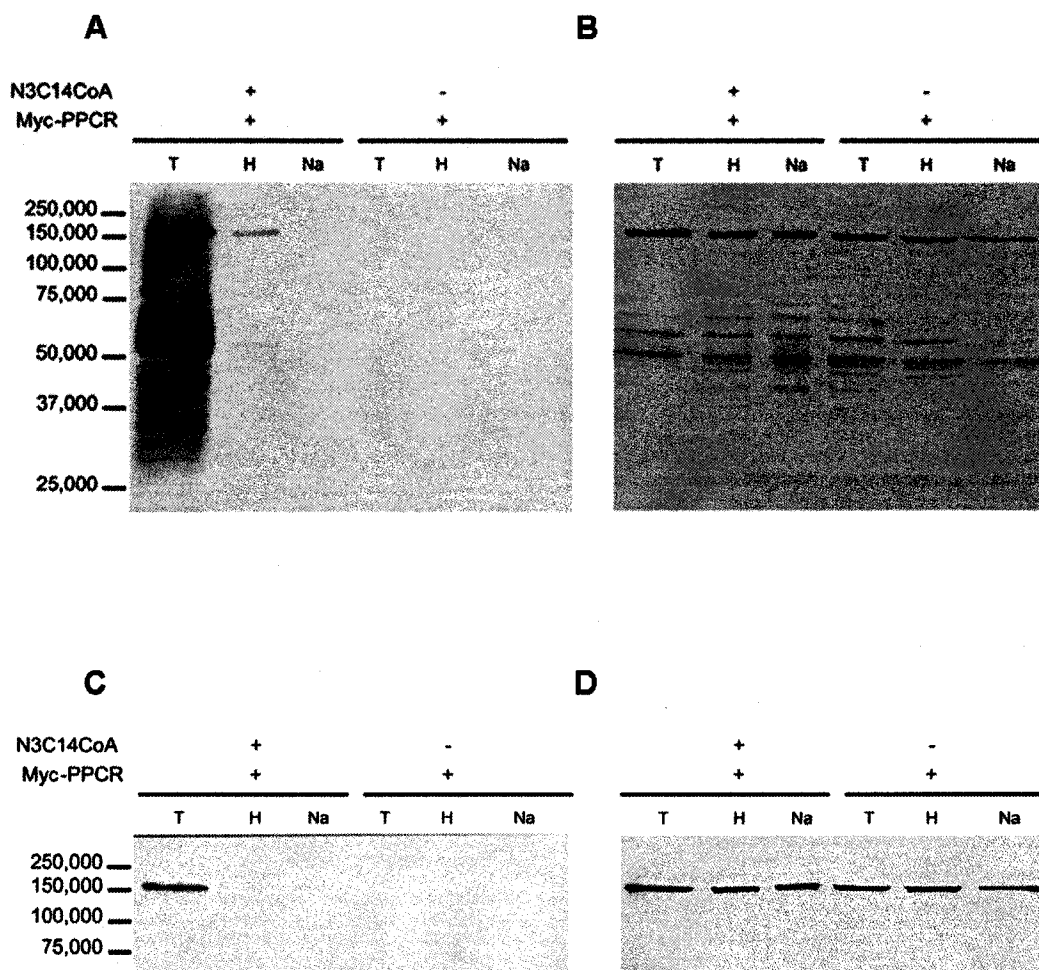 A B
N3C14CoA + - + -
Myc-PPCR + + + +
T H Na T H Na T H Na T H Na
250,000
150,000
100,000
75,000
50,000
37,000
25,000
C D
N3C14CoA + - + -
Myc-PPCR + + + +
T H Na T H Na T H Na T H Na
250,000
150,000
100,000
75,000